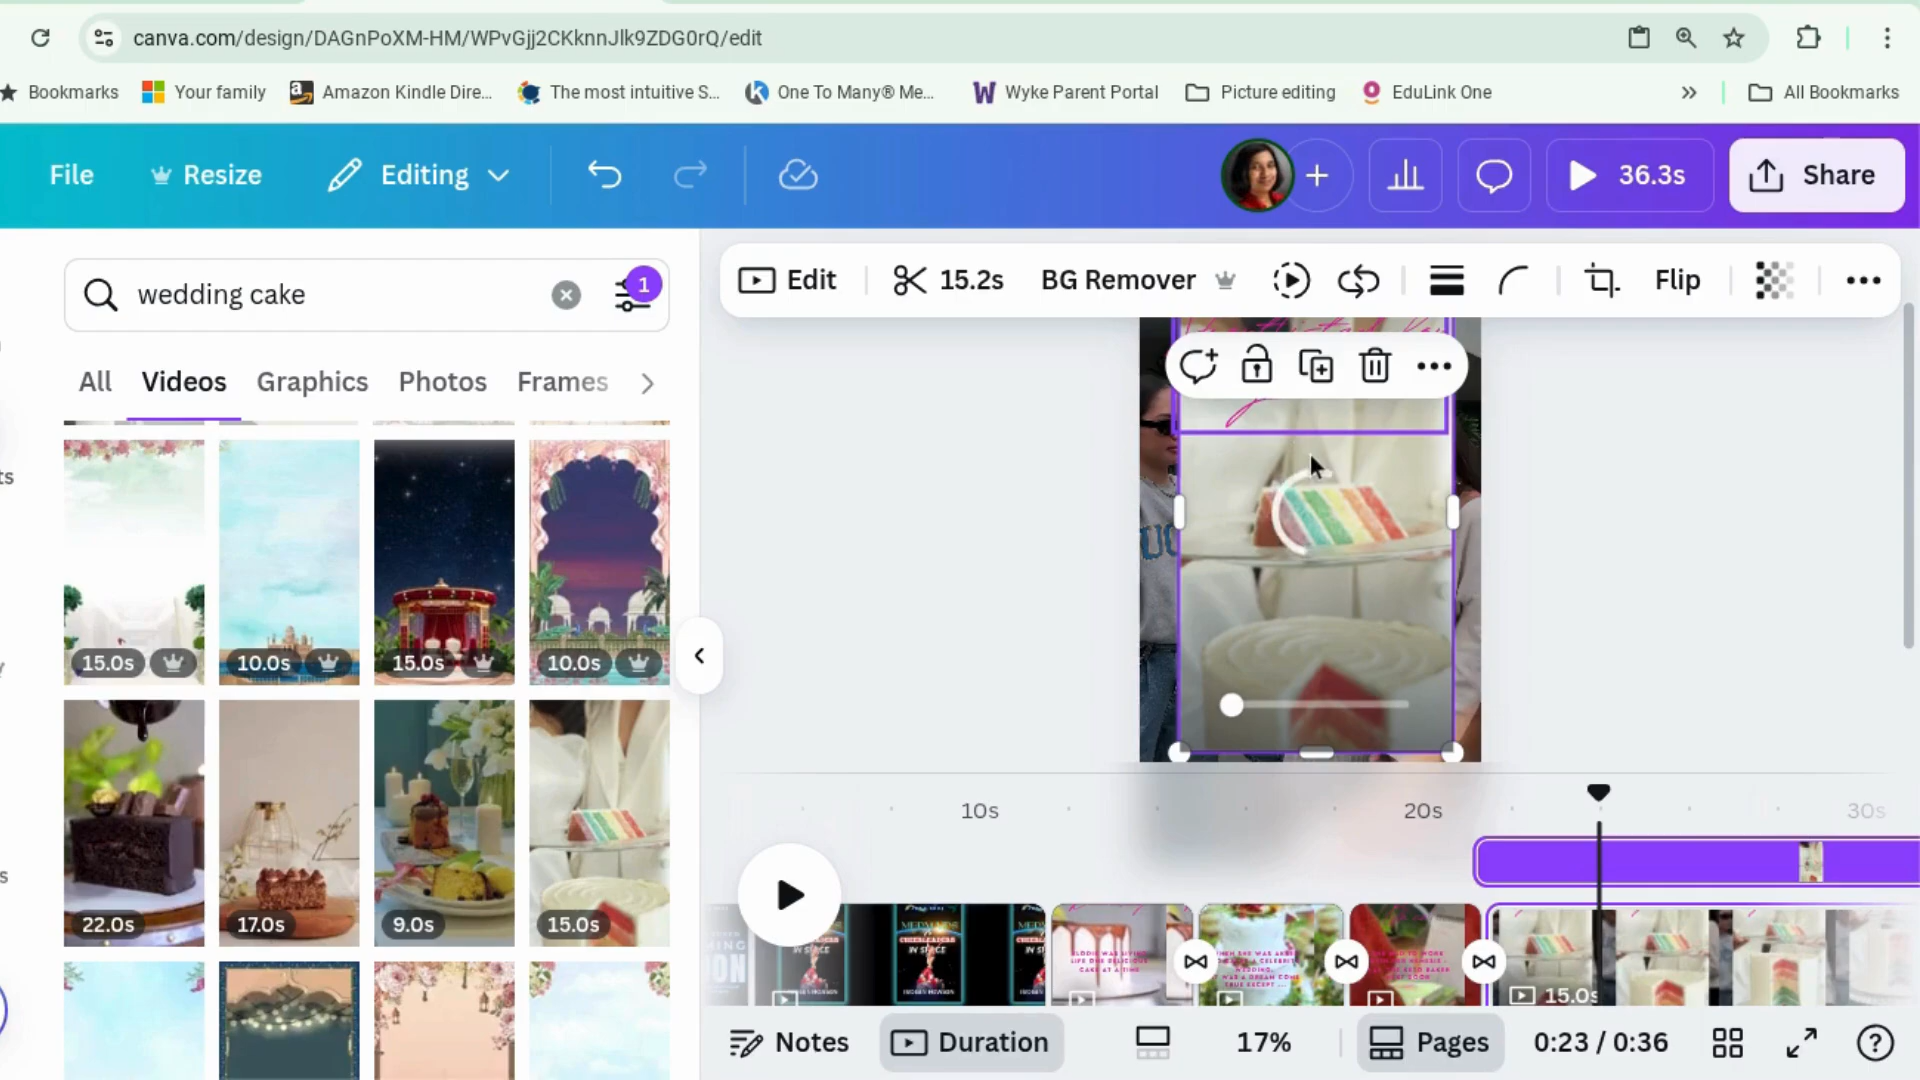 canva.com/design/DAGnPoXM-HM/WPvGjj2CKknnJlk9ZDG0rQ/edit
Bookmarks Your family Amazon Kindle Dire... The most intuitive S... One To Many® Me... Wyke Parent Portal Picture editing EduLink One » All Bookmarks
File Resize Editing 36.3s Share
wedding cake 1
Edit 15.2s BG Remover Flip
All Videos Graphics Photos Frames
ts
15.0s 10.0s 15.0s 10.0s
22.0s 17.0s 9.0s 15.0s
10s 20s 30s
IN SPACE
15.0s
Notes Duration 17% Pages 0:23 / 0:36